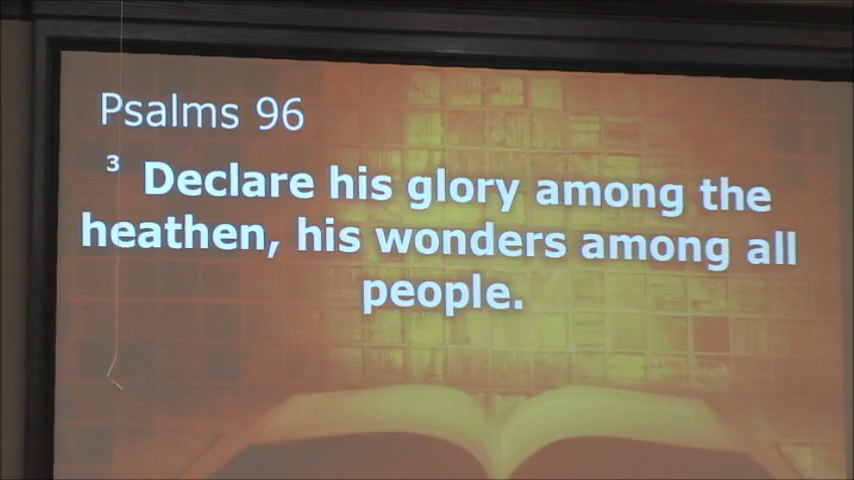 Psalms 96
3 Declare his glory among the
heathen, his wonders among all
people.